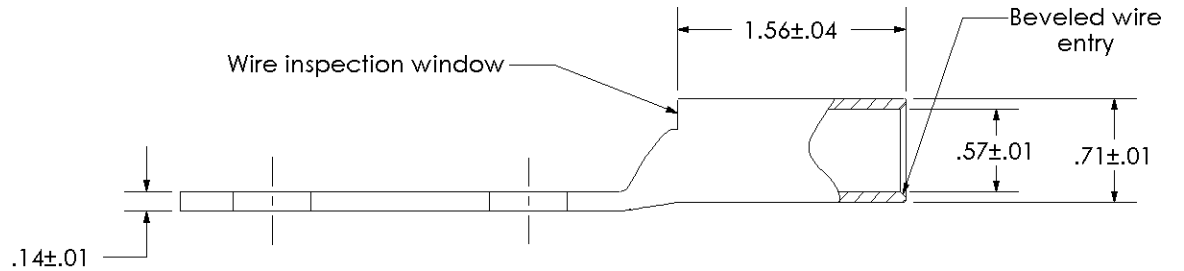 1.56±.04
Beveled wire
entry
Wire inspection window
.57±.01
.71±.01
.14±.01